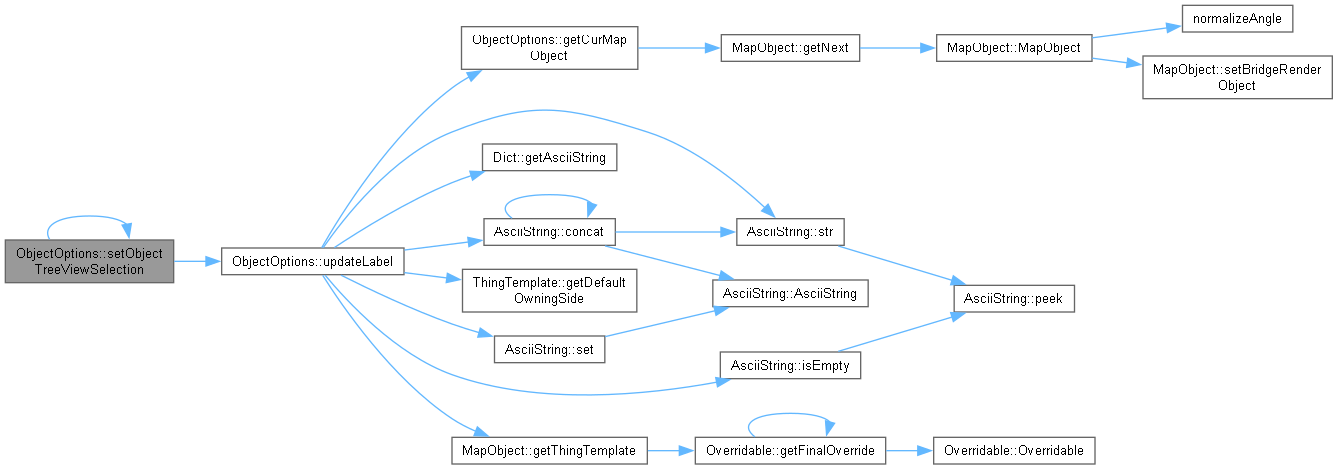 ObjectOptions::setObject
TreeViewSelection
ObjectOptions::updateLabel
ObjectOptions::getCurMap
Object
MapObject::getNext
MapObject::MapObject
normalizeAngle
MapObject::setBridgeRender
Object
Dict::getAsciiString
AsciiString::concat
AsciiString::str
ThingTemplate::getDefault
OwningSide
AsciiString::AsciiString
AsciiString::peek
AsciiString::set
AsciiString::isEmpty
MapObject::getThingTemplate
Overridable::getFinalOverride
Overridable::Overridable